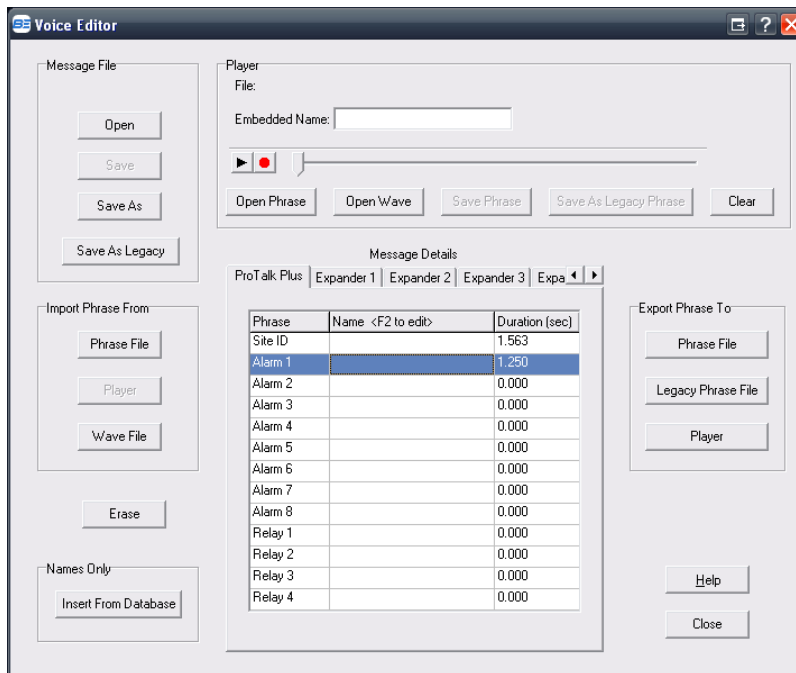 Voice Editor
Message File
Open
Save
Save As
Save As Legacy
Player
File:
Embedded Name:
Open Phrase Open Wave Save Phrase Save As Legacy Phrase Clear
Message Details
ProTalk Plus Expander 1 Expander 2 Expander 3 Expa
Import Phrase From
Phrase File
Player
Wave File
Erase
Names Only
Insert From Database
Phrase Name <F2 to edit> Duration (sec)
Site ID 1.563
Alarm 1 1.250
Alarm 2 0.000
Alarm 3 0.000
Alarm 4 0.000
Alarm 5 0.000
Alarm 6 0.000
Alarm 7 0.000
Alarm 8 0.000
Relay 1 0.000
Relay 2 0.000
Relay 3 0.000
Relay 4 0.000
Export Phrase To
Phrase File
Legacy Phrase File
Player
Help
Close